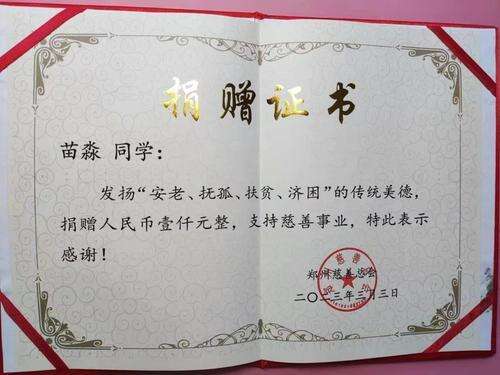 捐赠证书
苗淼 同学：
发扬“安老、抚孤、扶贫、济困”的传统美德，
捐赠人民币壹仟元整，支持慈善事业，特此表示
感谢！
郑州慈善总会
二〇二三年三月三日